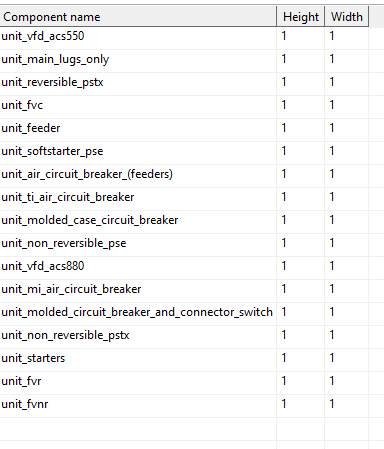 Component name Height Width
unit_vfd_acs550 1 1
unit_main_lugs_only 1 1
unit_reversible_pstx 1 1
unit_fvc 1 1
unit_feeder 1 1
unit_softstarter_pse 1 1
unit_air_circuit_breaker_(feeders) 1 1
unit_ti_air_circuit_breaker 1 1
unit_molded_case_circuit_breaker 1 1
unit_non_reversible_pse 1 1
unit_vfd_acs880 1 1
unit_mi_air_circuit_breaker 1 1
unit_molded_circuit_breaker_and_connector_switch 1 1
unit_non_reversible_pstx 1 1
unit_starters 1 1
unit_fvr 1 1
unit_fvnr 1 1